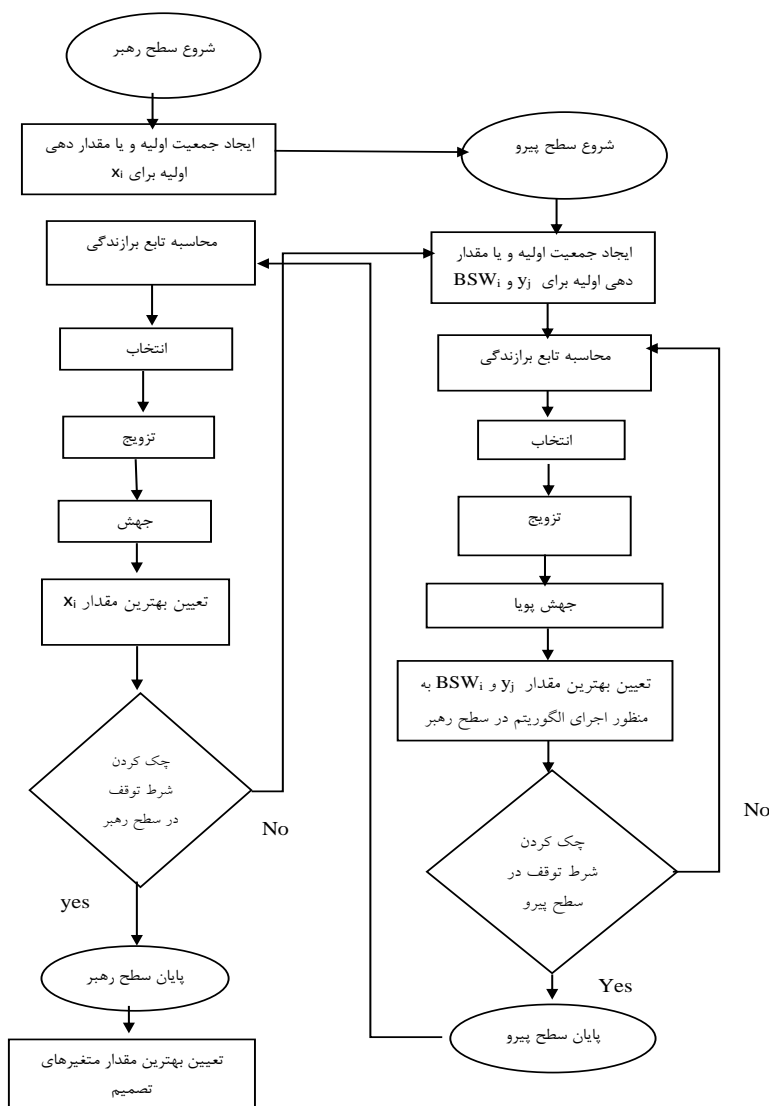 شروع سطح رهبر
ایجاد جمعیت اولیه و یا مقدار دهی
اولیه برای xi
محاسبه تابع برازندگی
انتخاب
تزویج
جهش
تعیین بهترین مقدار xi
چک کردن
شرط توقف
در سطح رهبر
No
yes
پایان سطح رهبر
تعیین بهترین مقدار متغیرهای
تصمیم
شروع سطح پیرو
ایجاد جمعیت اولیه و یا مقدار
دهی اولیه برای yj و BSWi
محاسبه تابع برازندگی
انتخاب
تزویج
جهش پویا
تعیین بهترین مقدار yj و BSWi به
منظور اجرای الگوریتم در سطح رهبر
چک کردن
شرط توقف در
سطح پیرو
No
Yes
پایان سطح پیرو